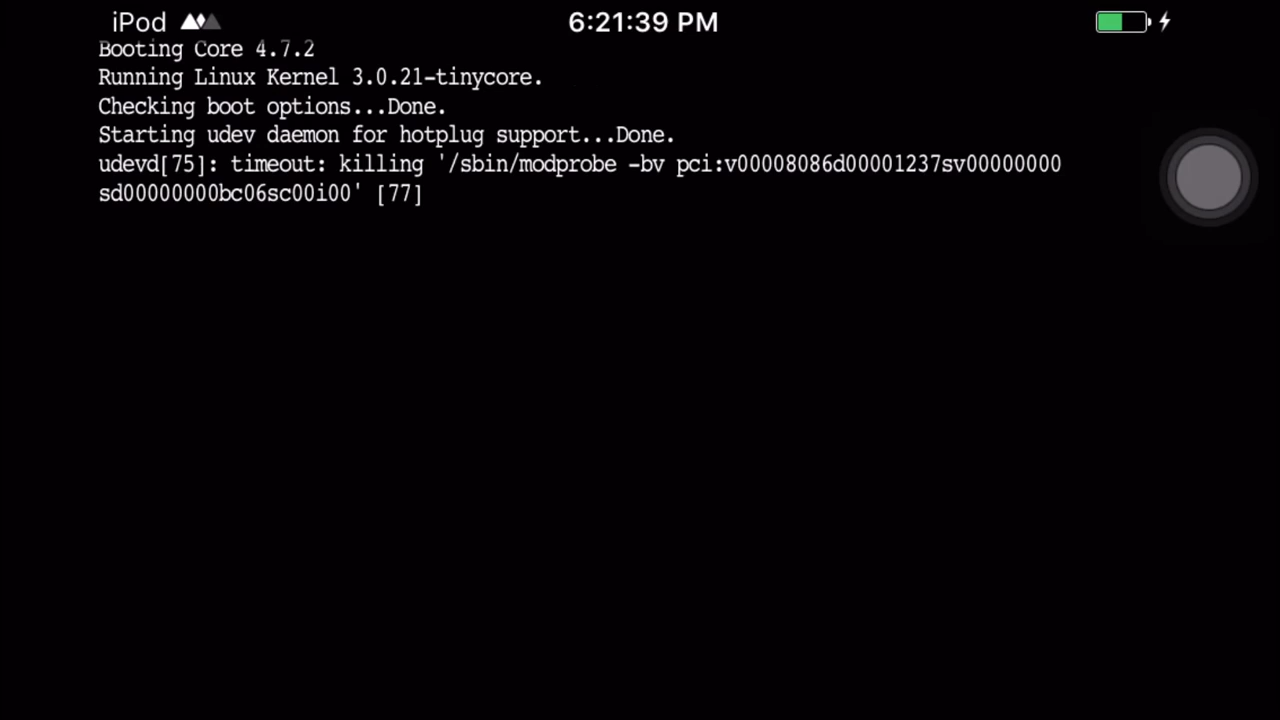 iPod 6:21:39 PM
Booting Core 4.7.2
Running Linux Kernel 3.0.21-tinycore.
Checking boot options...Done.
Starting udev daemon for hotplug support...Done.
udevd[75]: timeout: killing '/sbin/modprobe -bv pci:v00008086d00001237sv00000000
sd00000000bc06sc00i00' [77]